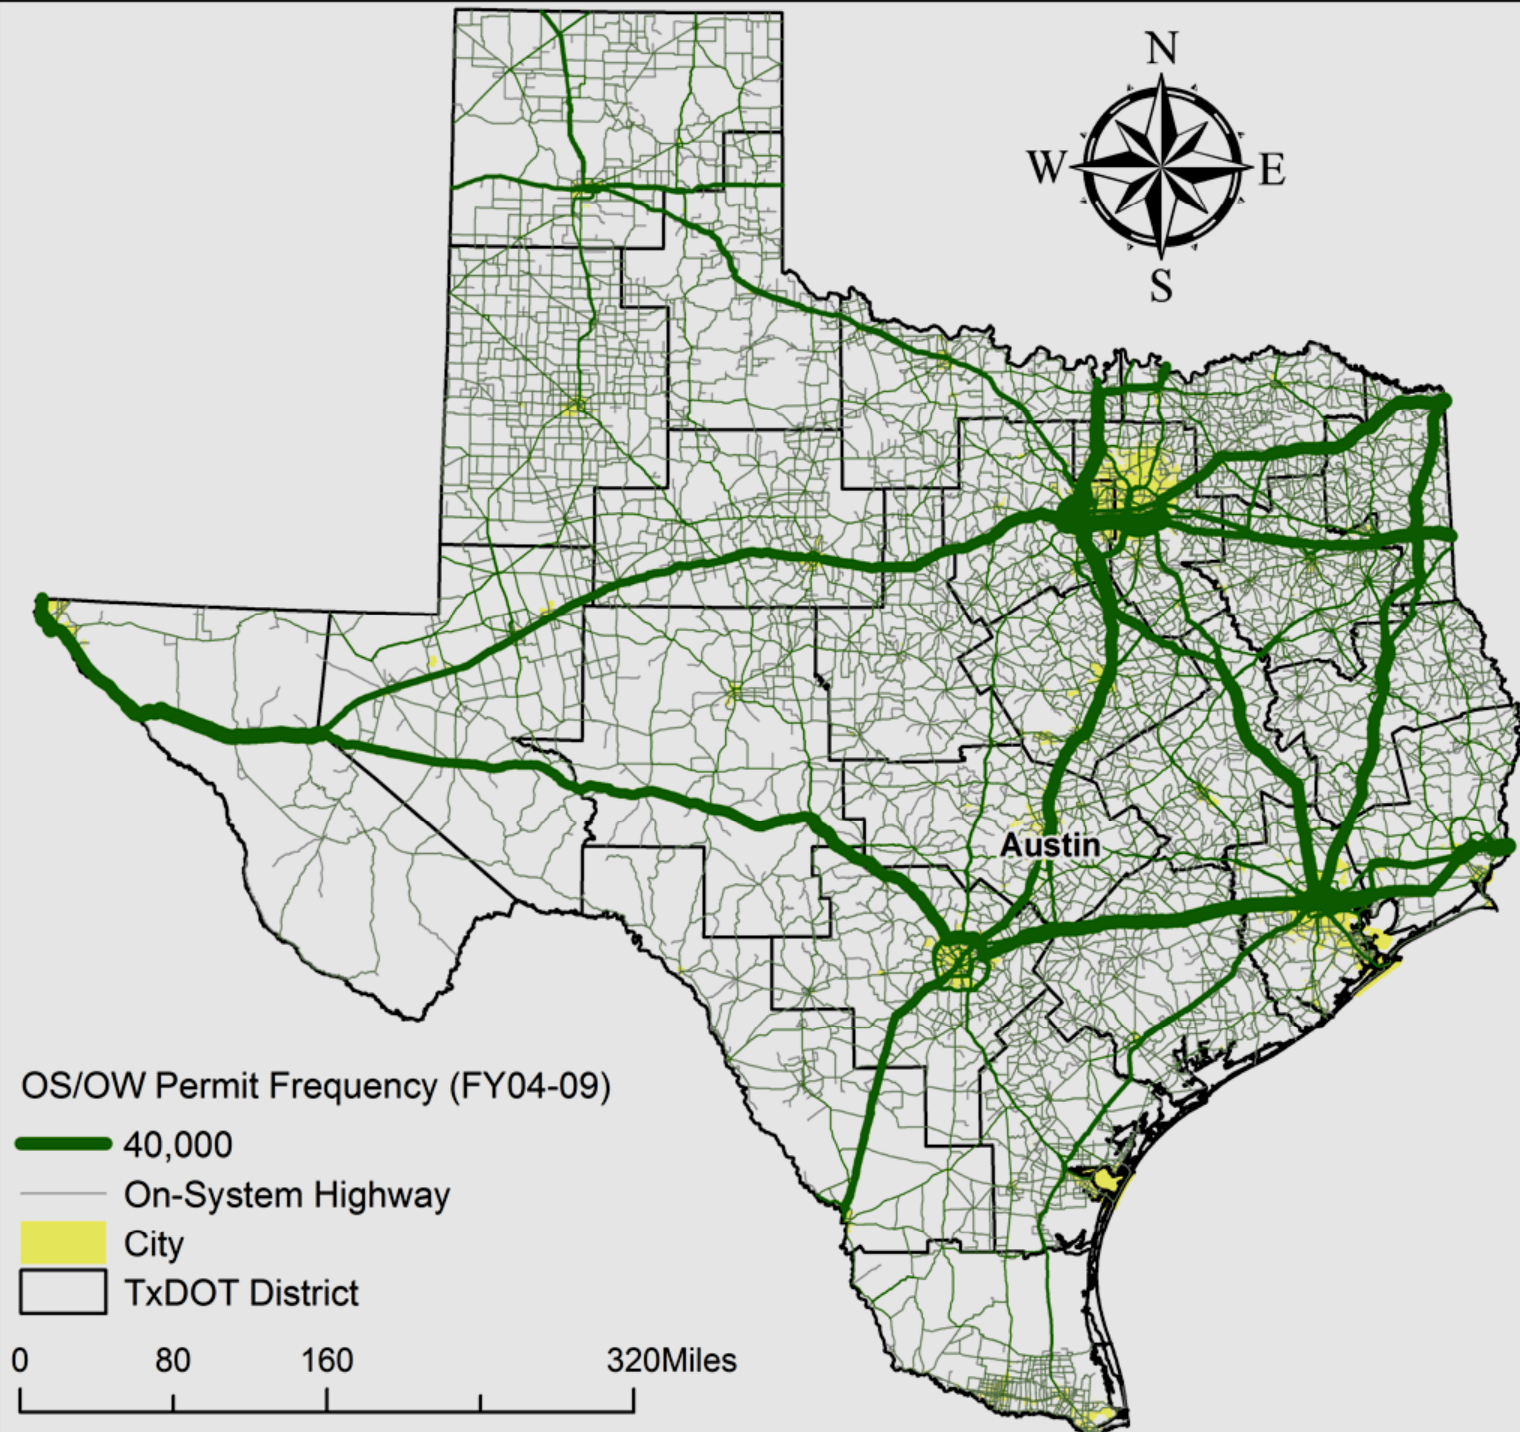 N
W E
S
Austin
OS/OW Permit Frequency (FY04-09)
40,000
On-System Highway
City
TxDOT District
0 80 160 320Miles